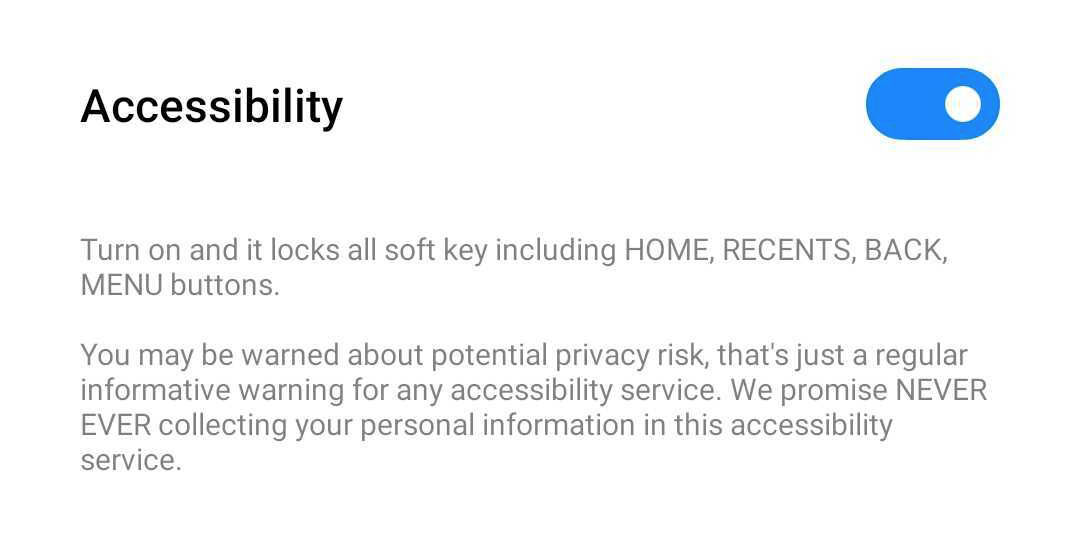 Accessibility
Turn on and it locks all soft key including HOME, RECENTS, BACK,
MENU buttons.
You may be warned about potential privacy risk, that's just a regular
informative warning for any accessibility service. We promise NEVER
EVER collecting your personal information in this accessibility
service.